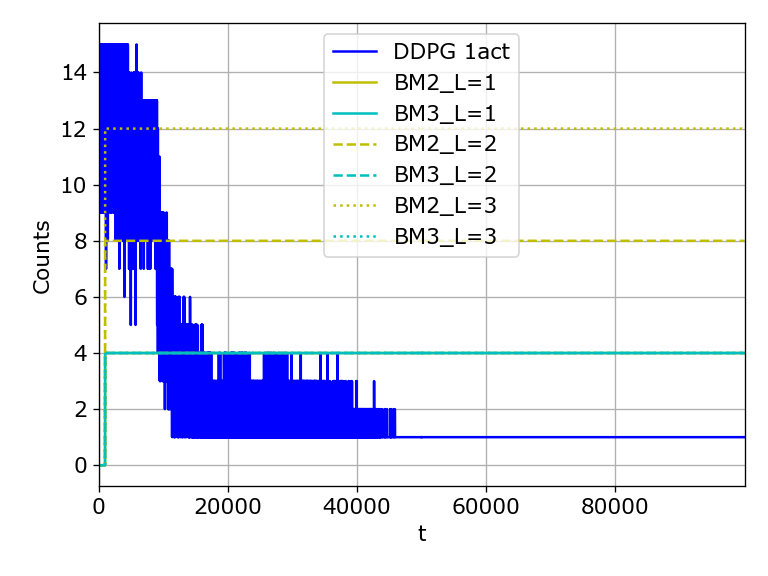 DDPG 1act
BM2_L=1
BM3_L=1
BM2_L=2
BM3_L=2
BM2_L=3
BM3_L=3
Counts
14
12
10
8
6
4
2
0
0 20000 40000 60000 80000
t